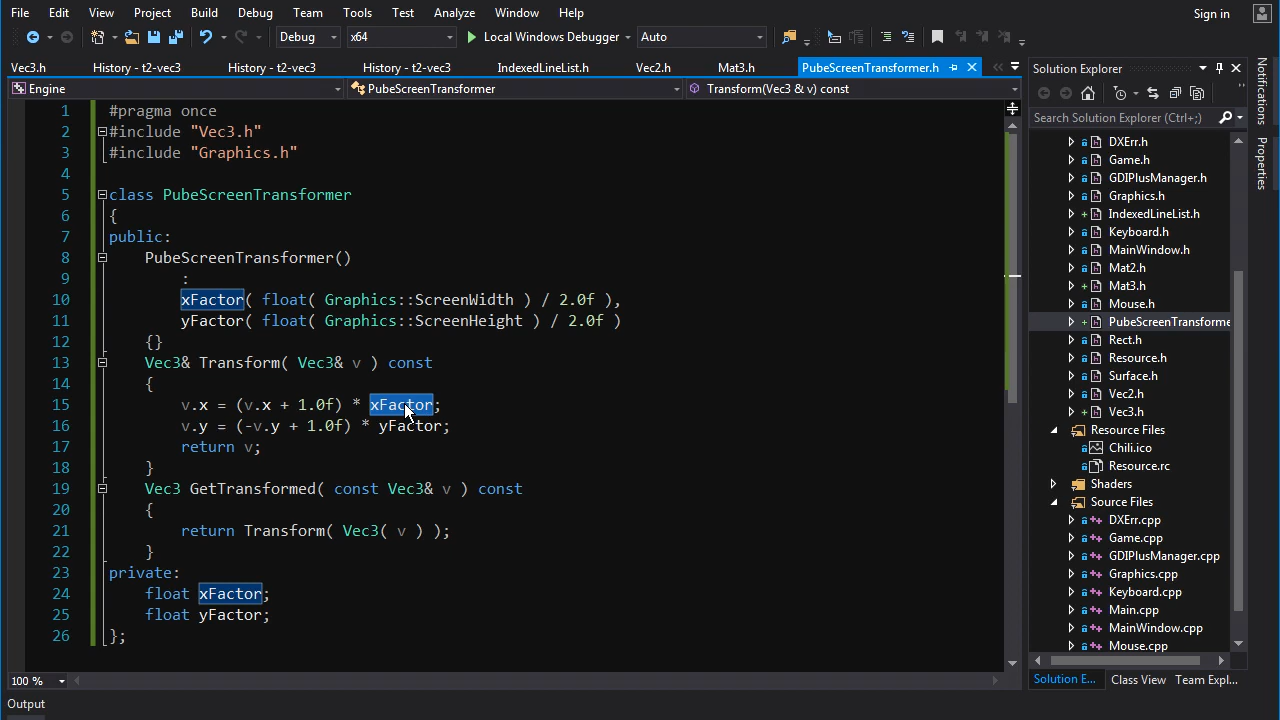 File Edit View Project Build Debug Team Tools Test Analyze Window Help Sign in
Debug x64 Local Windows Debugger Auto
Vec3.h History - t2-vec3 History - t2-vec3 History - t2-vec3 IndexedLineList.h Vec2.h Mat3.h PubeScreenTransformer.h
Engine PubeScreenTransformer Transform(Vec3 & v) const
1 #pragma once
2 #include "Vec3.h"
3 #include "Graphics.h"
4
5 class PubeScreenTransformer
6 {
7 public:
8 PubeScreenTransformer()
9 :
10 xFactor( float( Graphics::ScreenWidth ) / 2.0f ),
11 yFactor( float( Graphics::ScreenHeight ) / 2.0f )
12 {}
13 Vec3& Transform( Vec3& v ) const
14 {
15 v.x = (v.x + 1.0f) * xFactor;
16 v.y = (-v.y + 1.0f) * yFactor;
17 return v;
18 }
19 Vec3 GetTransformed( const Vec3& v ) const
20 {
21 return Transform( Vec3( v ) );
22 }
23 private:
24 float xFactor;
25 float yFactor;
26 };
100 %
Output
Solution Explorer
Search Solution Explorer (Ctrl+;)
DXErr.h
Game.h
GDIPlusManager.h
Graphics.h
IndexedLineList.h
Keyboard.h
MainWindow.h
Mat2.h
Mat3.h
Mouse.h
PubeScreenTransforme
Rect.h
Resource.h
Surface.h
Vec2.h
Vec3.h
Resource Files
Chili.ico
Resource.rc
Shaders
Source Files
DXErr.cpp
Game.cpp
GDIPlusManager.cpp
Graphics.cpp
Keyboard.cpp
Main.cpp
MainWindow.cpp
Mouse.cpp
Solution E... Class View Team Expl...
Notifications
Properties